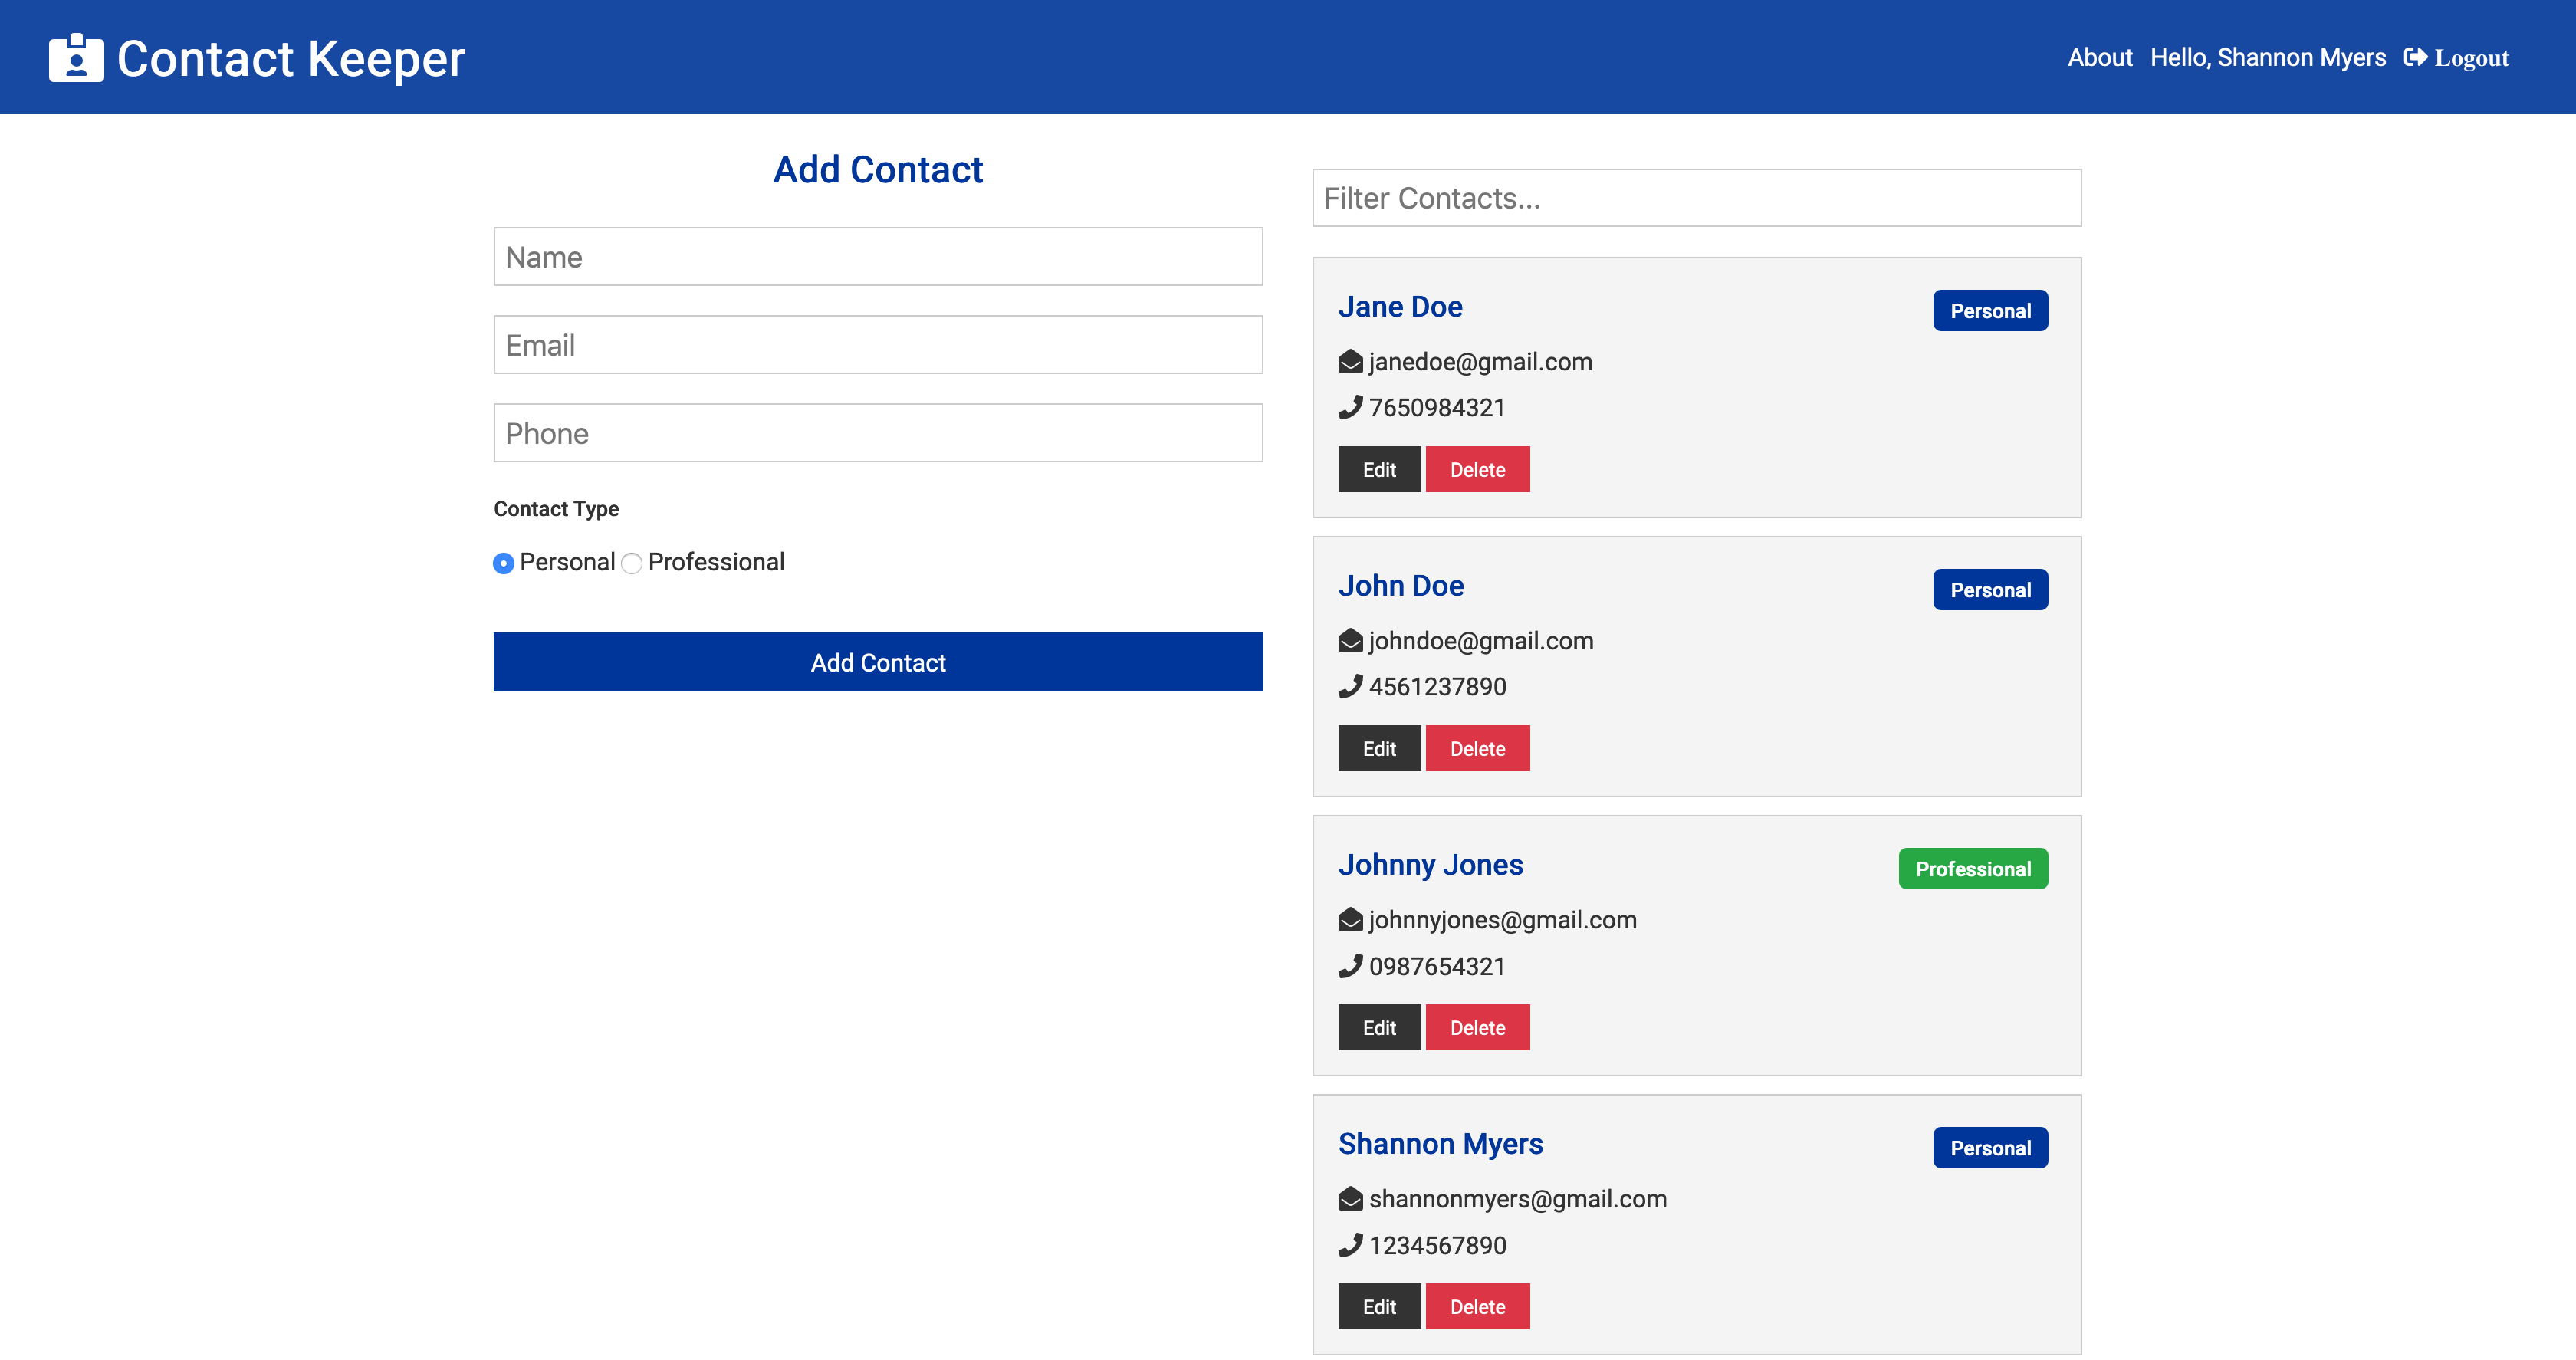 Contact Keeper
About Hello, Shannon Myers Logout
Add Contact
Name
Email
Phone
Contact Type
Personal Professional
Add Contact
Filter Contacts...
Jane Doe
Personal
janedoe@gmail.com
7650984321
Edit Delete
John Doe
Personal
johndoe@gmail.com
4561237890
Edit Delete
Johnny Jones
Professional
johnnyjones@gmail.com
0987654321
Edit Delete
Shannon Myers
Personal
shannonmyers@gmail.com
1234567890
Edit Delete